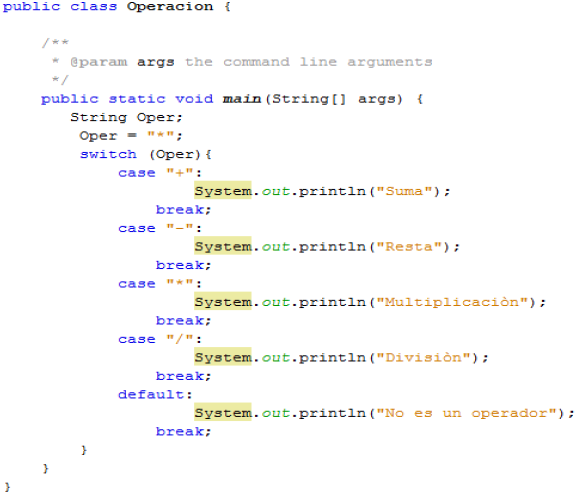 public class Operacion {
/**
* @param args the command line arguments
*/
public static void main(String[] args) {
String Oper;
Oper = "*";
switch (Oper){
case "+":
System.out.println("Suma");
break;
case "-":
System.out.println("Resta");
break;
case "*":
System.out.println("Multiplicaciòn");
break;
case "/":
System.out.println("Divisiòn");
break;
default:
System.out.println("No es un operador");
break;
}
}
}